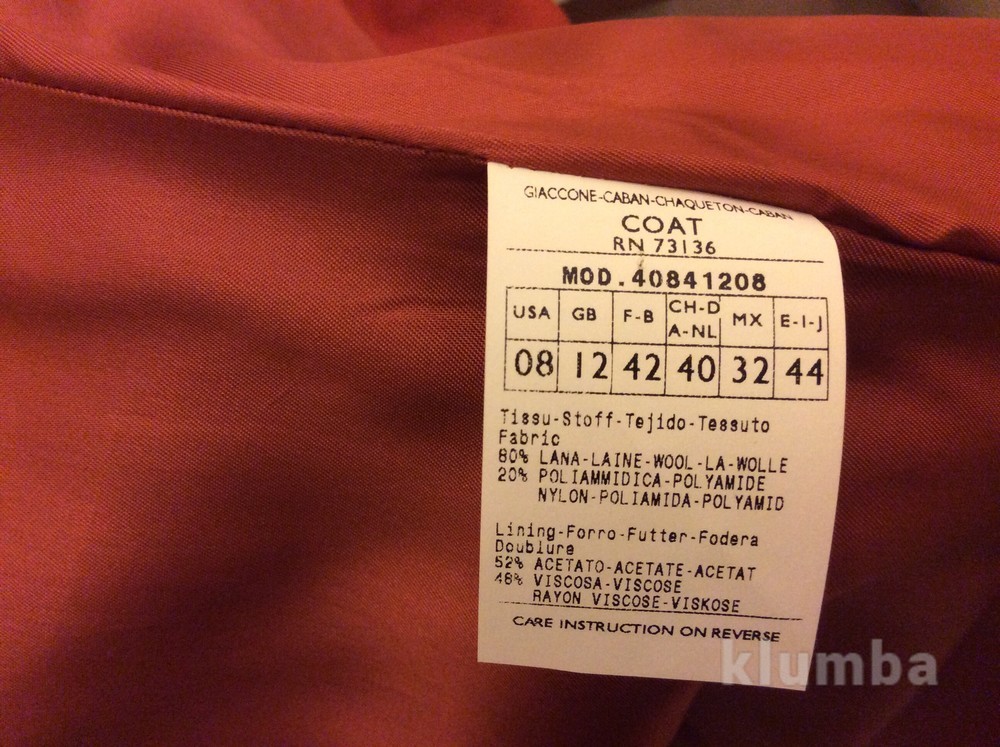 GIACCONE-CABAN-CHAQUETON-CABAN
COAT
RN 73136
MOD.40841208
USA GB F-B CH-D A-NL MX E-I-J
08 12 42 40 32 44
Tissu-Stoff-Tejido-Tessuto
Fabric
80% LANA-LAINE-WOOL-LA-WOLLE
20% POLIAMMIDICA-POLYAMIDE
NYLON-POLIAMIDA-POLYAMID
Lining-Forro-Futter-Fodera
Doublure
52% ACETATO-ACETATE-ACETAT
48% VISCOSA-VISCOSE
RAYON VISCOSE-VISKOSE
CARE INSTRUCTION ON REVERSE
klumba